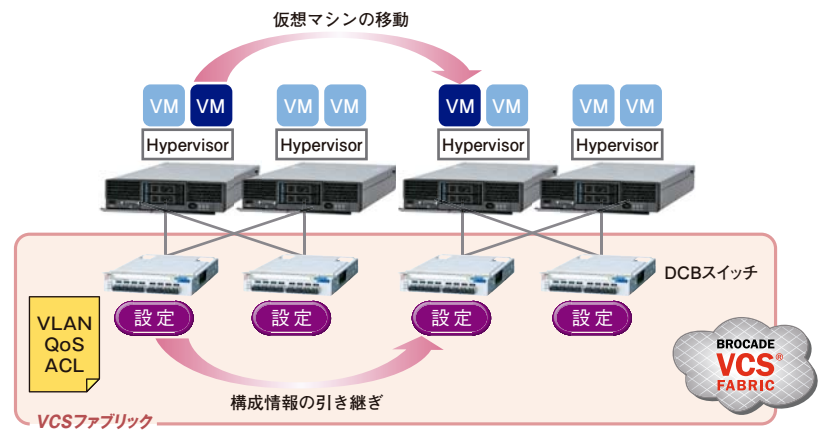 仮想マシンの移動
VM VM VM VM VM VM VM VM
Hypervisor Hypervisor Hypervisor Hypervisor
DCBスイッチ
設定 設定 設定 設定
VLAN
QoS
ACL
BROCADE
VCS®
FABRIC
構成情報の引き継ぎ
VCSファブリック